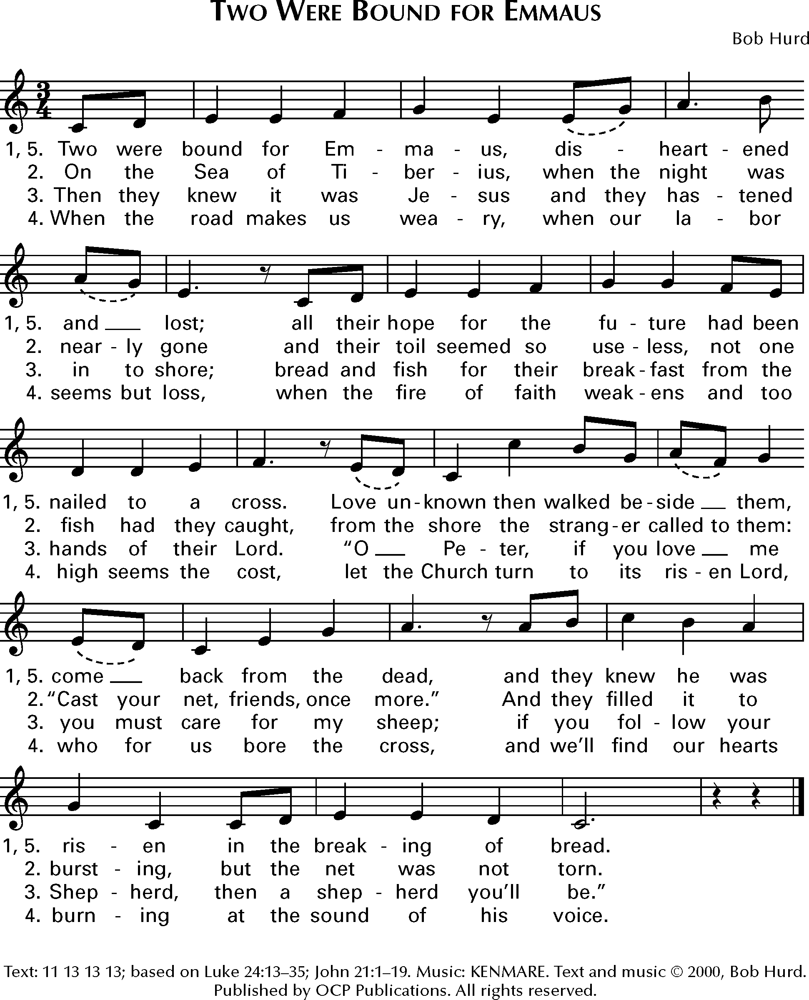 TWO WERE BOUND FOR EMMAUS
Bob Hurd
3
4
1, 5. Two were bound for Em - ma - us, dis - heart - ened
2. On the Sea of Ti - ber - ius, when the night was
3. Then they knew it was Je - sus and they has - tened
4. When the road makes us wea - ry, when our la - bor
1, 5. and ___ lost; all their hope for the fu - ture had been
2. near - ly gone and their toil seemed so use - less, not one
3. in to shore; bread and fish for their break - fast from the
4. seems but loss, when the fire of faith weak - ens and too
1, 5. nailed to a cross. Love un - known then walked be - side ___ them,
2. fish had they caught, from the shore the strang - er called to them:
3. hands of their Lord. “O ___ Pe - ter, if you love ___ me
4. high seems the cost, let the Church turn to its ris - en Lord,
1, 5. come ___ back from the dead, and they knew he was
2. “Cast your net, friends, once more.” And they filled it to
3. you must care for my sheep; if you fol - low your
4. who for us bore the cross, and we’ll find our hearts
1, 5. ris - en in the break - ing of bread.
2. burst - ing, but the net was not torn.
3. Shep - herd, then a shep - herd you’ll be.”
4. burn - ing at the sound of his voice.
Text: 11 13 13 13; based on Luke 24:13–35; John 21:1–19. Music: KENMARE. Text and music © 2000, Bob Hurd.
Published by OCP Publications. All rights reserved.